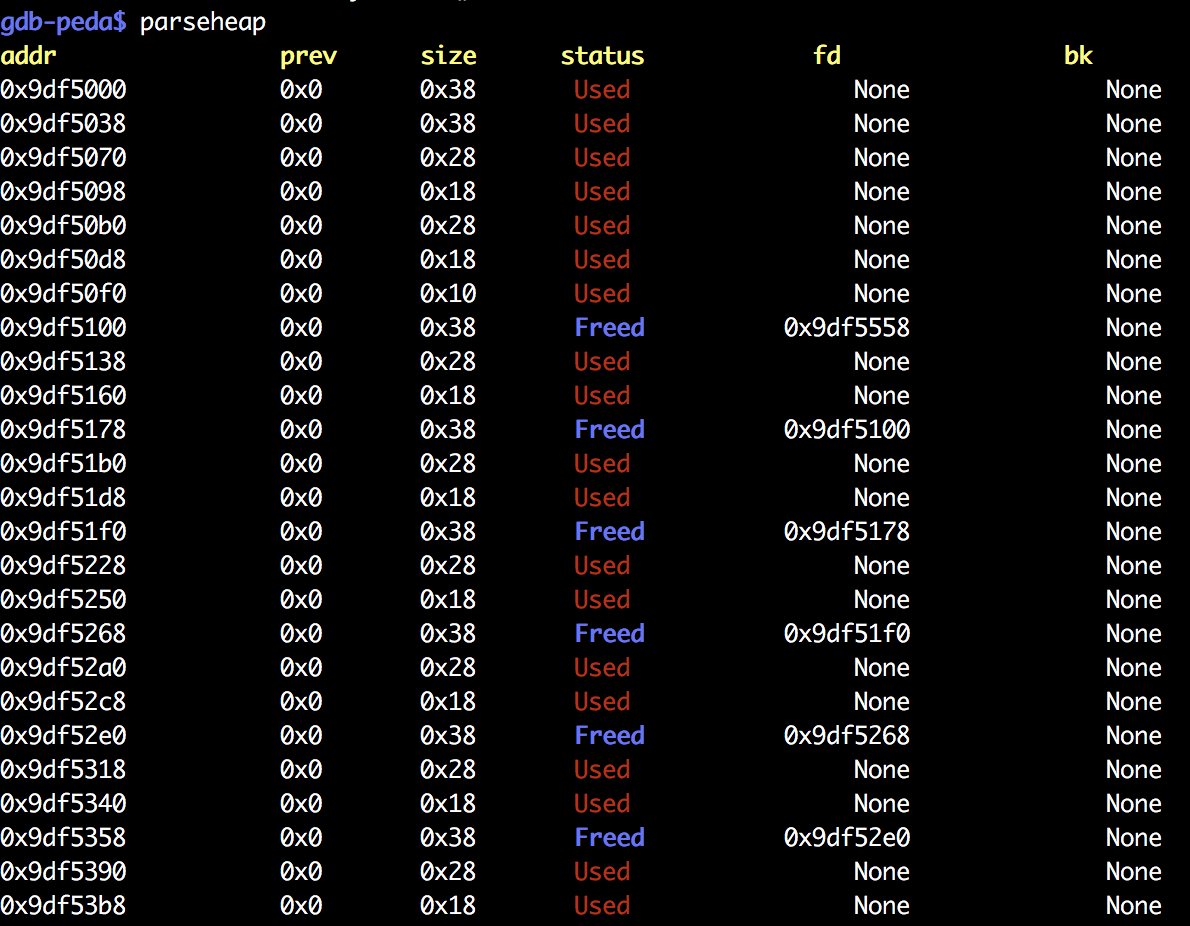 gdb-peda$ parseheap
addr prev size status fd bk
0x9df5000 0x0 0x38 Used None None
0x9df5038 0x0 0x38 Used None None
0x9df5070 0x0 0x28 Used None None
0x9df5098 0x0 0x18 Used None None
0x9df50b0 0x0 0x28 Used None None
0x9df50d8 0x0 0x18 Used None None
0x9df50f0 0x0 0x10 Used None None
0x9df5100 0x0 0x38 Freed 0x9df5558 None
0x9df5138 0x0 0x28 Used None None
0x9df5160 0x0 0x18 Used None None
0x9df5178 0x0 0x38 Freed 0x9df5100 None
0x9df51b0 0x0 0x28 Used None None
0x9df51d8 0x0 0x18 Used None None
0x9df51f0 0x0 0x38 Freed 0x9df5178 None
0x9df5228 0x0 0x28 Used None None
0x9df5250 0x0 0x18 Used None None
0x9df5268 0x0 0x38 Freed 0x9df51f0 None
0x9df52a0 0x0 0x28 Used None None
0x9df52c8 0x0 0x18 Used None None
0x9df52e0 0x0 0x38 Freed 0x9df5268 None
0x9df5318 0x0 0x28 Used None None
0x9df5340 0x0 0x18 Used None None
0x9df5358 0x0 0x38 Freed 0x9df52e0 None
0x9df5390 0x0 0x28 Used None None
0x9df53b8 0x0 0x18 Used None None